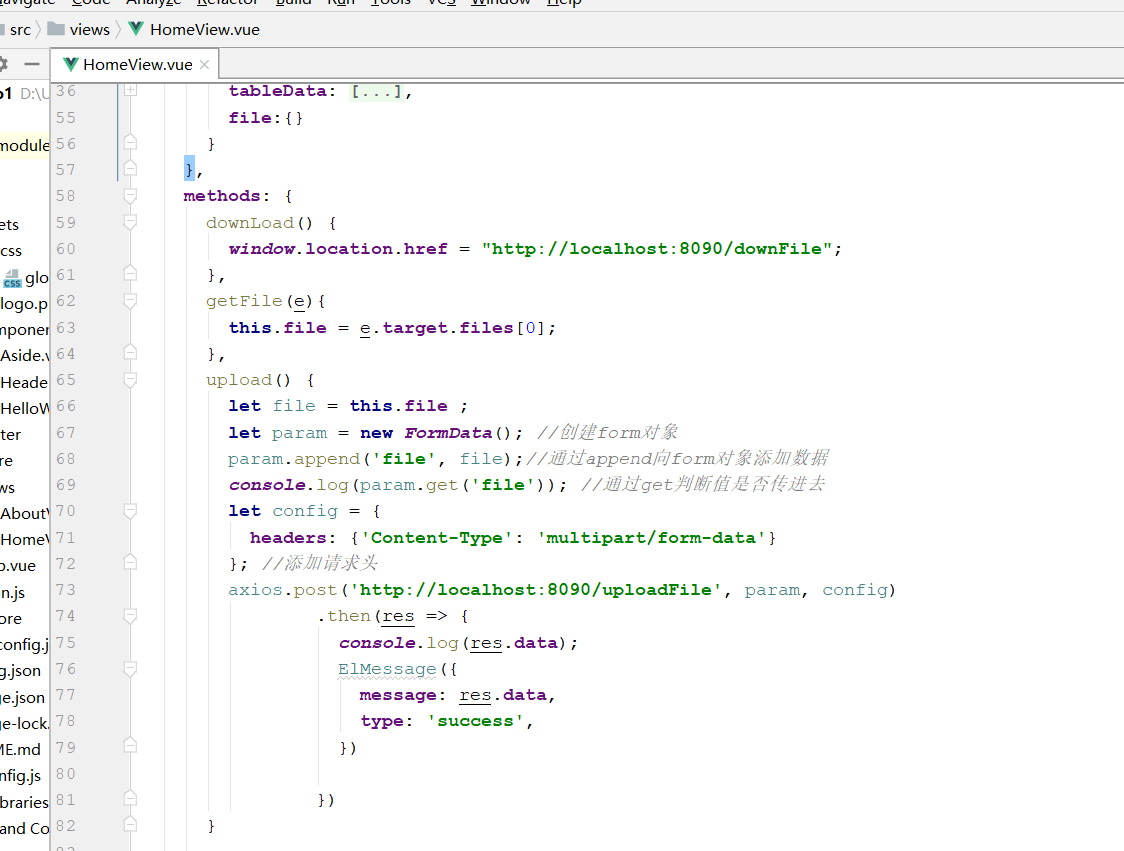 Navigate Code Analyze Refactor Build Run Tools VCS Window Help
src views HomeView.vue
HomeView.vue
36 tableData: [...],
55 file:{}
56 }
57 },
58 methods: {
59 downLoad() {
60 window.location.href = "http://localhost:8090/downFile";
61 },
62 getFile(e){
63 this.file = e.target.files[0];
64 },
65 upload() {
66 let file = this.file ;
67 let param = new FormData(); //创建form对象
68 param.append('file', file);//通过append向form对象添加数据
69 console.log(param.get('file')); //通过get判断值是否传进去
70 let config = {
71 headers: {'Content-Type': 'multipart/form-data'}
72 }; //添加请求头
73 axios.post('http://localhost:8090/uploadFile', param, config)
74 .then(res => {
75 console.log(res.data);
76 ElMessage({
77 message: res.data,
78 type: 'success',
79 })
80
81 })
82 }
D:\
module
ets
css
glo
logo.p
mponen
Aside.v
Heade
HelloW
ter
re
ws
About
Home
p.vue
n.js
ore
config.j
g.json
ge.json
ge-lock.
ME.md
nfig.js
braries
and Co